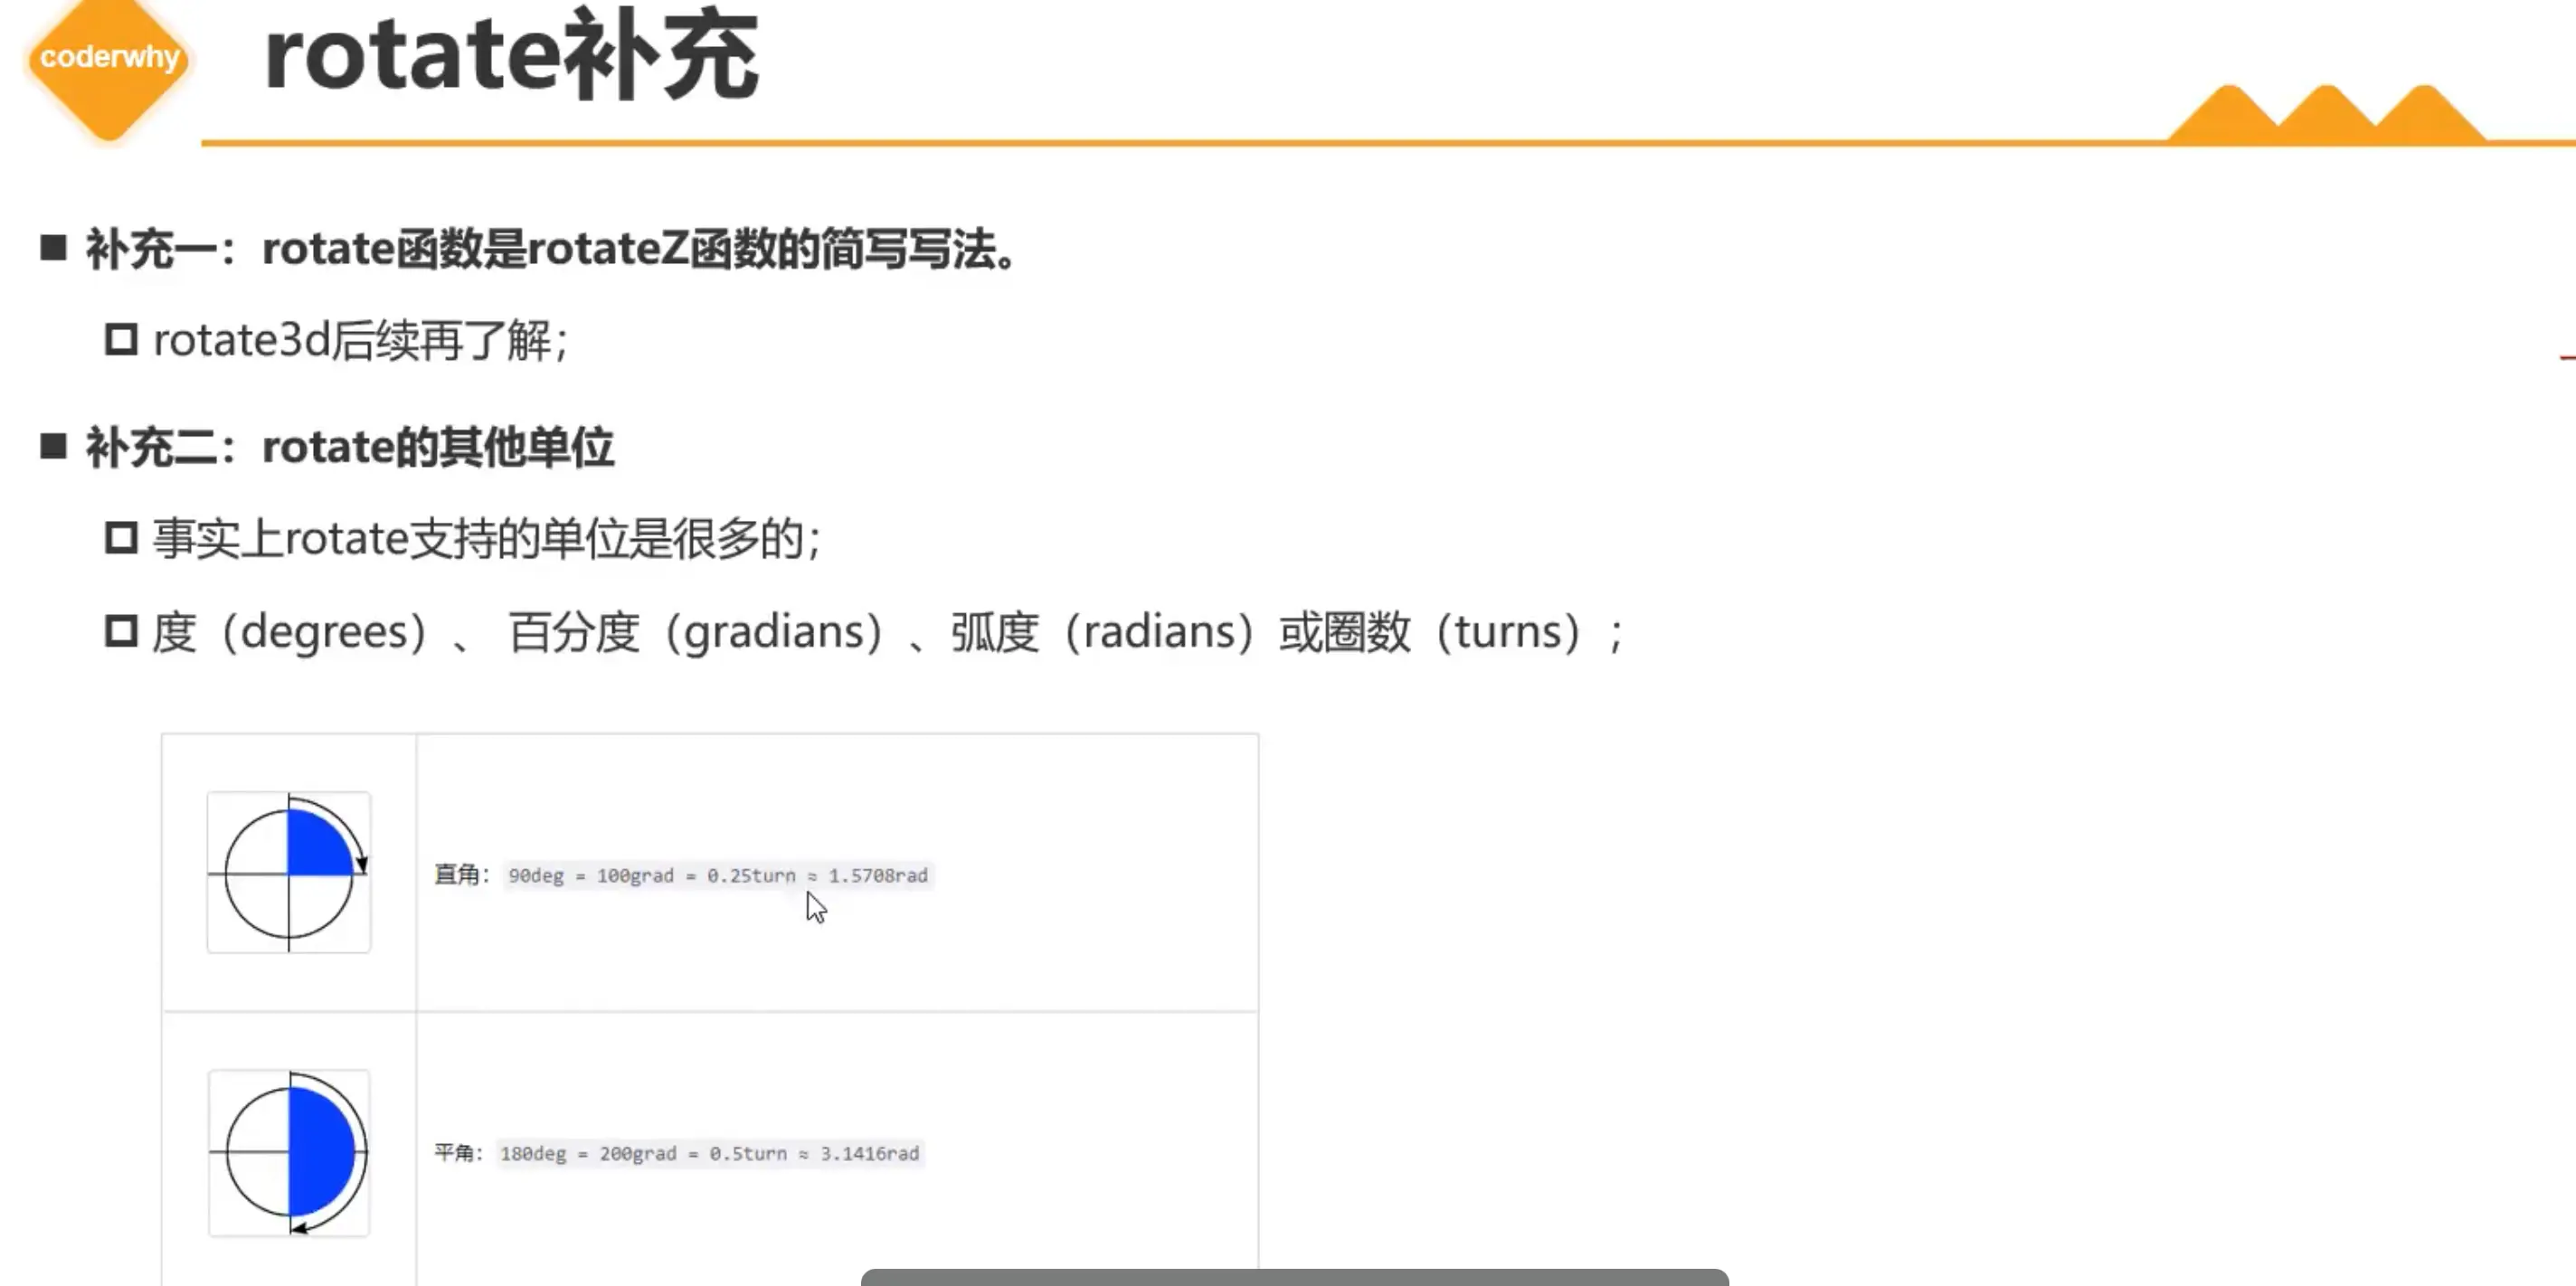 coderwhy
rotate补充
补充一：rotate函数是rotateZ函数的简写写法。
rotate3d后续再了解；
补充二：rotate的其他单位
事实上rotate支持的单位是很多的；
度（degrees）、 百分度（gradians）、弧度（radians）或圈数（turns）；
直角： 90deg = 100grad = 0.25turn ≈ 1.5708rad
平角： 180deg = 200grad = 0.5turn ≈ 3.1416rad